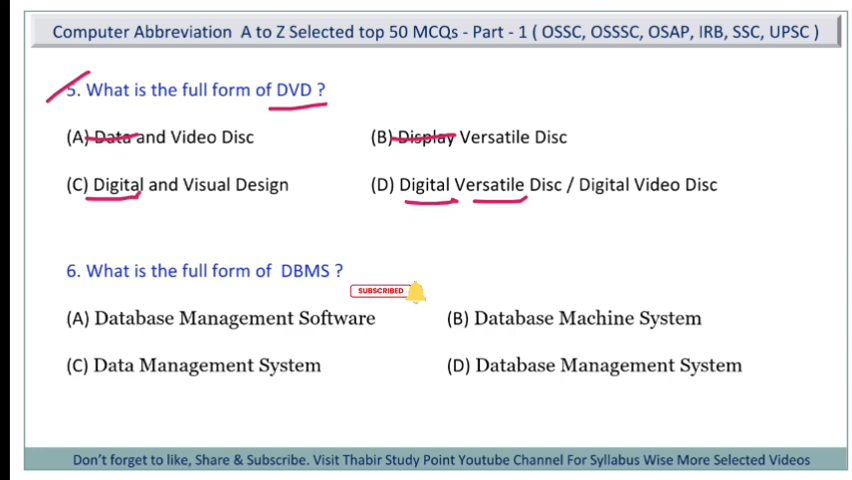 Computer Abbreviation A to Z Selected top 50 MCQs - Part - 1 ( OSSC, OSSSC, OSAP, IRB, SSC, UPSC )
5. What is the full form of DVD ?
(A) Data and Video Disc (B) Display Versatile Disc
(C) Digital and Visual Design (D) Digital Versatile Disc / Digital Video Disc
6. What is the full form of DBMS ?
SUBSCRIBED
(A) Database Management Software (B) Database Machine System
(C) Data Management System (D) Database Management System
Don't forget to like, Share & Subscribe. Visit Thabir Study Point Youtube Channel For Syllabus Wise More Selected Videos